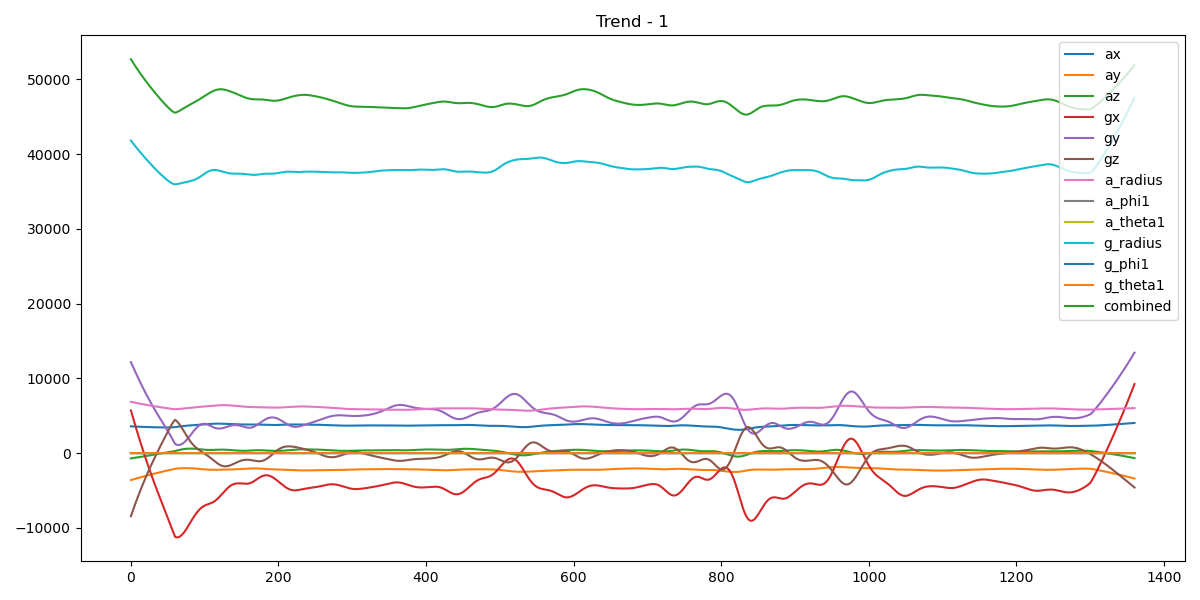 Trend - 1
50000
40000
30000
20000
10000
0
−10000
0 200 400 600 800 1000 1200 1400
ax
ay
az
gx
gy
gz
a_radius
a_phi1
a_theta1
g_radius
g_phi1
g_theta1
combined